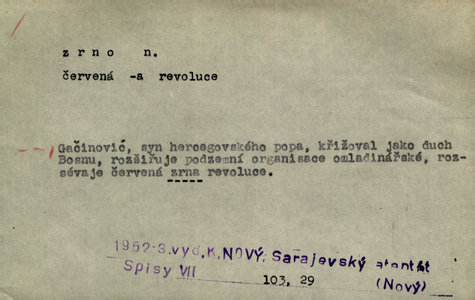 zrno n.
červená -a revoluce
Gačinović, syn hercegovského popa, křižoval jako duch
Bosnu, rozšiřuje podzemní organisace omladinářské, roz-
sévaje červená zrna revoluce.
1952-S.vyd.K.NOVÝ: Sarajevský atentát
Spisy VII (Nový)
103, 29